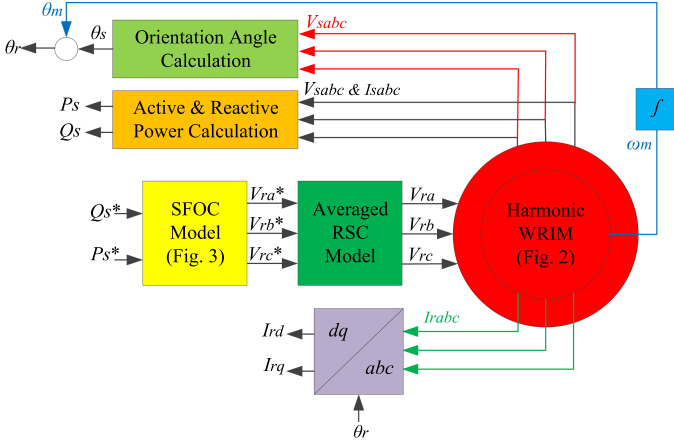 θm
Vsabc
θr
θs
Orientation Angle
Calculation
Vsabc & Isabc
Ps
Qs
Active & Reactive
Power Calculation
∫
ωm
Qs*
Ps*
SFOC
Model
(Fig. 3)
Vra*
Vrb*
Vrc*
Averaged
RSC
Model
Vra
Vrb
Vrc
Harmonic
WRIM
(Fig. 2)
Irabc
Ird
Irq
dq
abc
θr